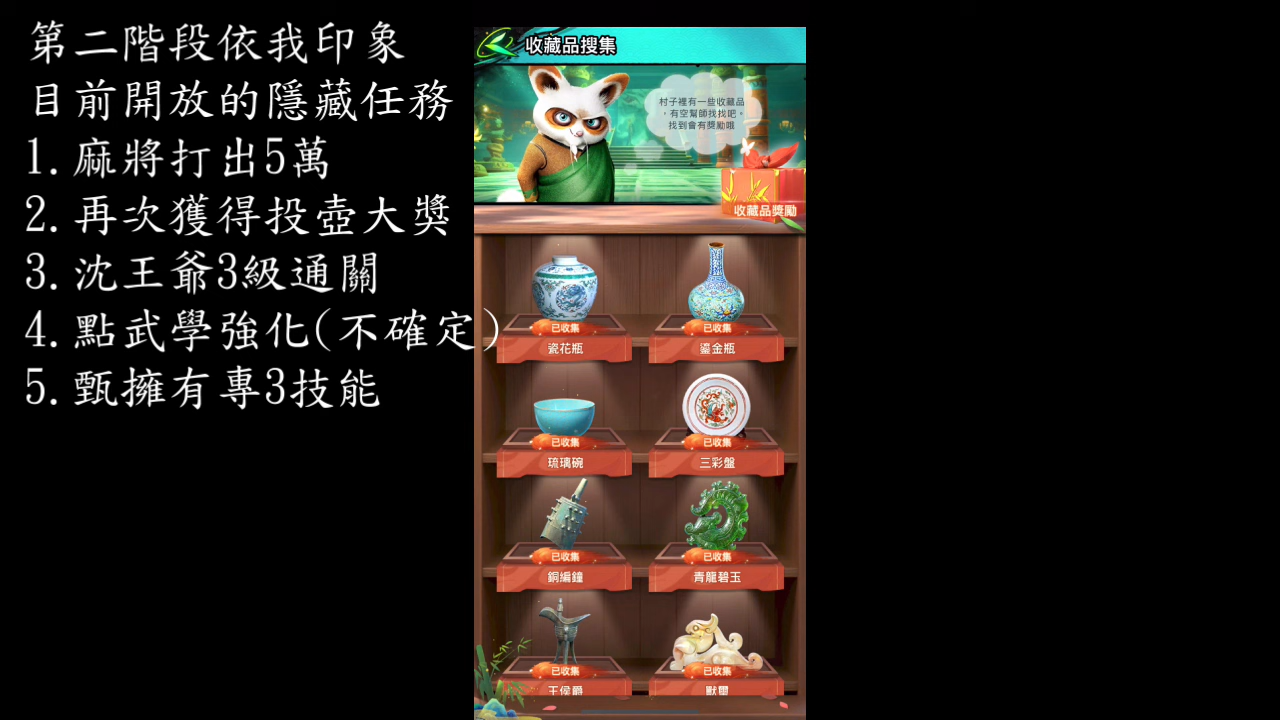 第二階段依我印象
目前開放的隱藏任務
1.麻將打出5萬
2.再次獲得投壺大獎
3.沈王爺3級通關
4.點武學強化(不確定)
5.甄擁有專3技能
收藏品搜集
村子裡有一些收藏品
，有空幫師找找吧，
找到會有獎勵哦
收藏品獎勵
已收集
瓷花瓶
已收集
鎏金瓶
已收集
琉璃碗
已收集
三彩盤
已收集
銅編鐘
已收集
青龍碧玉
已收集
王侯爵
已收集
獸璽